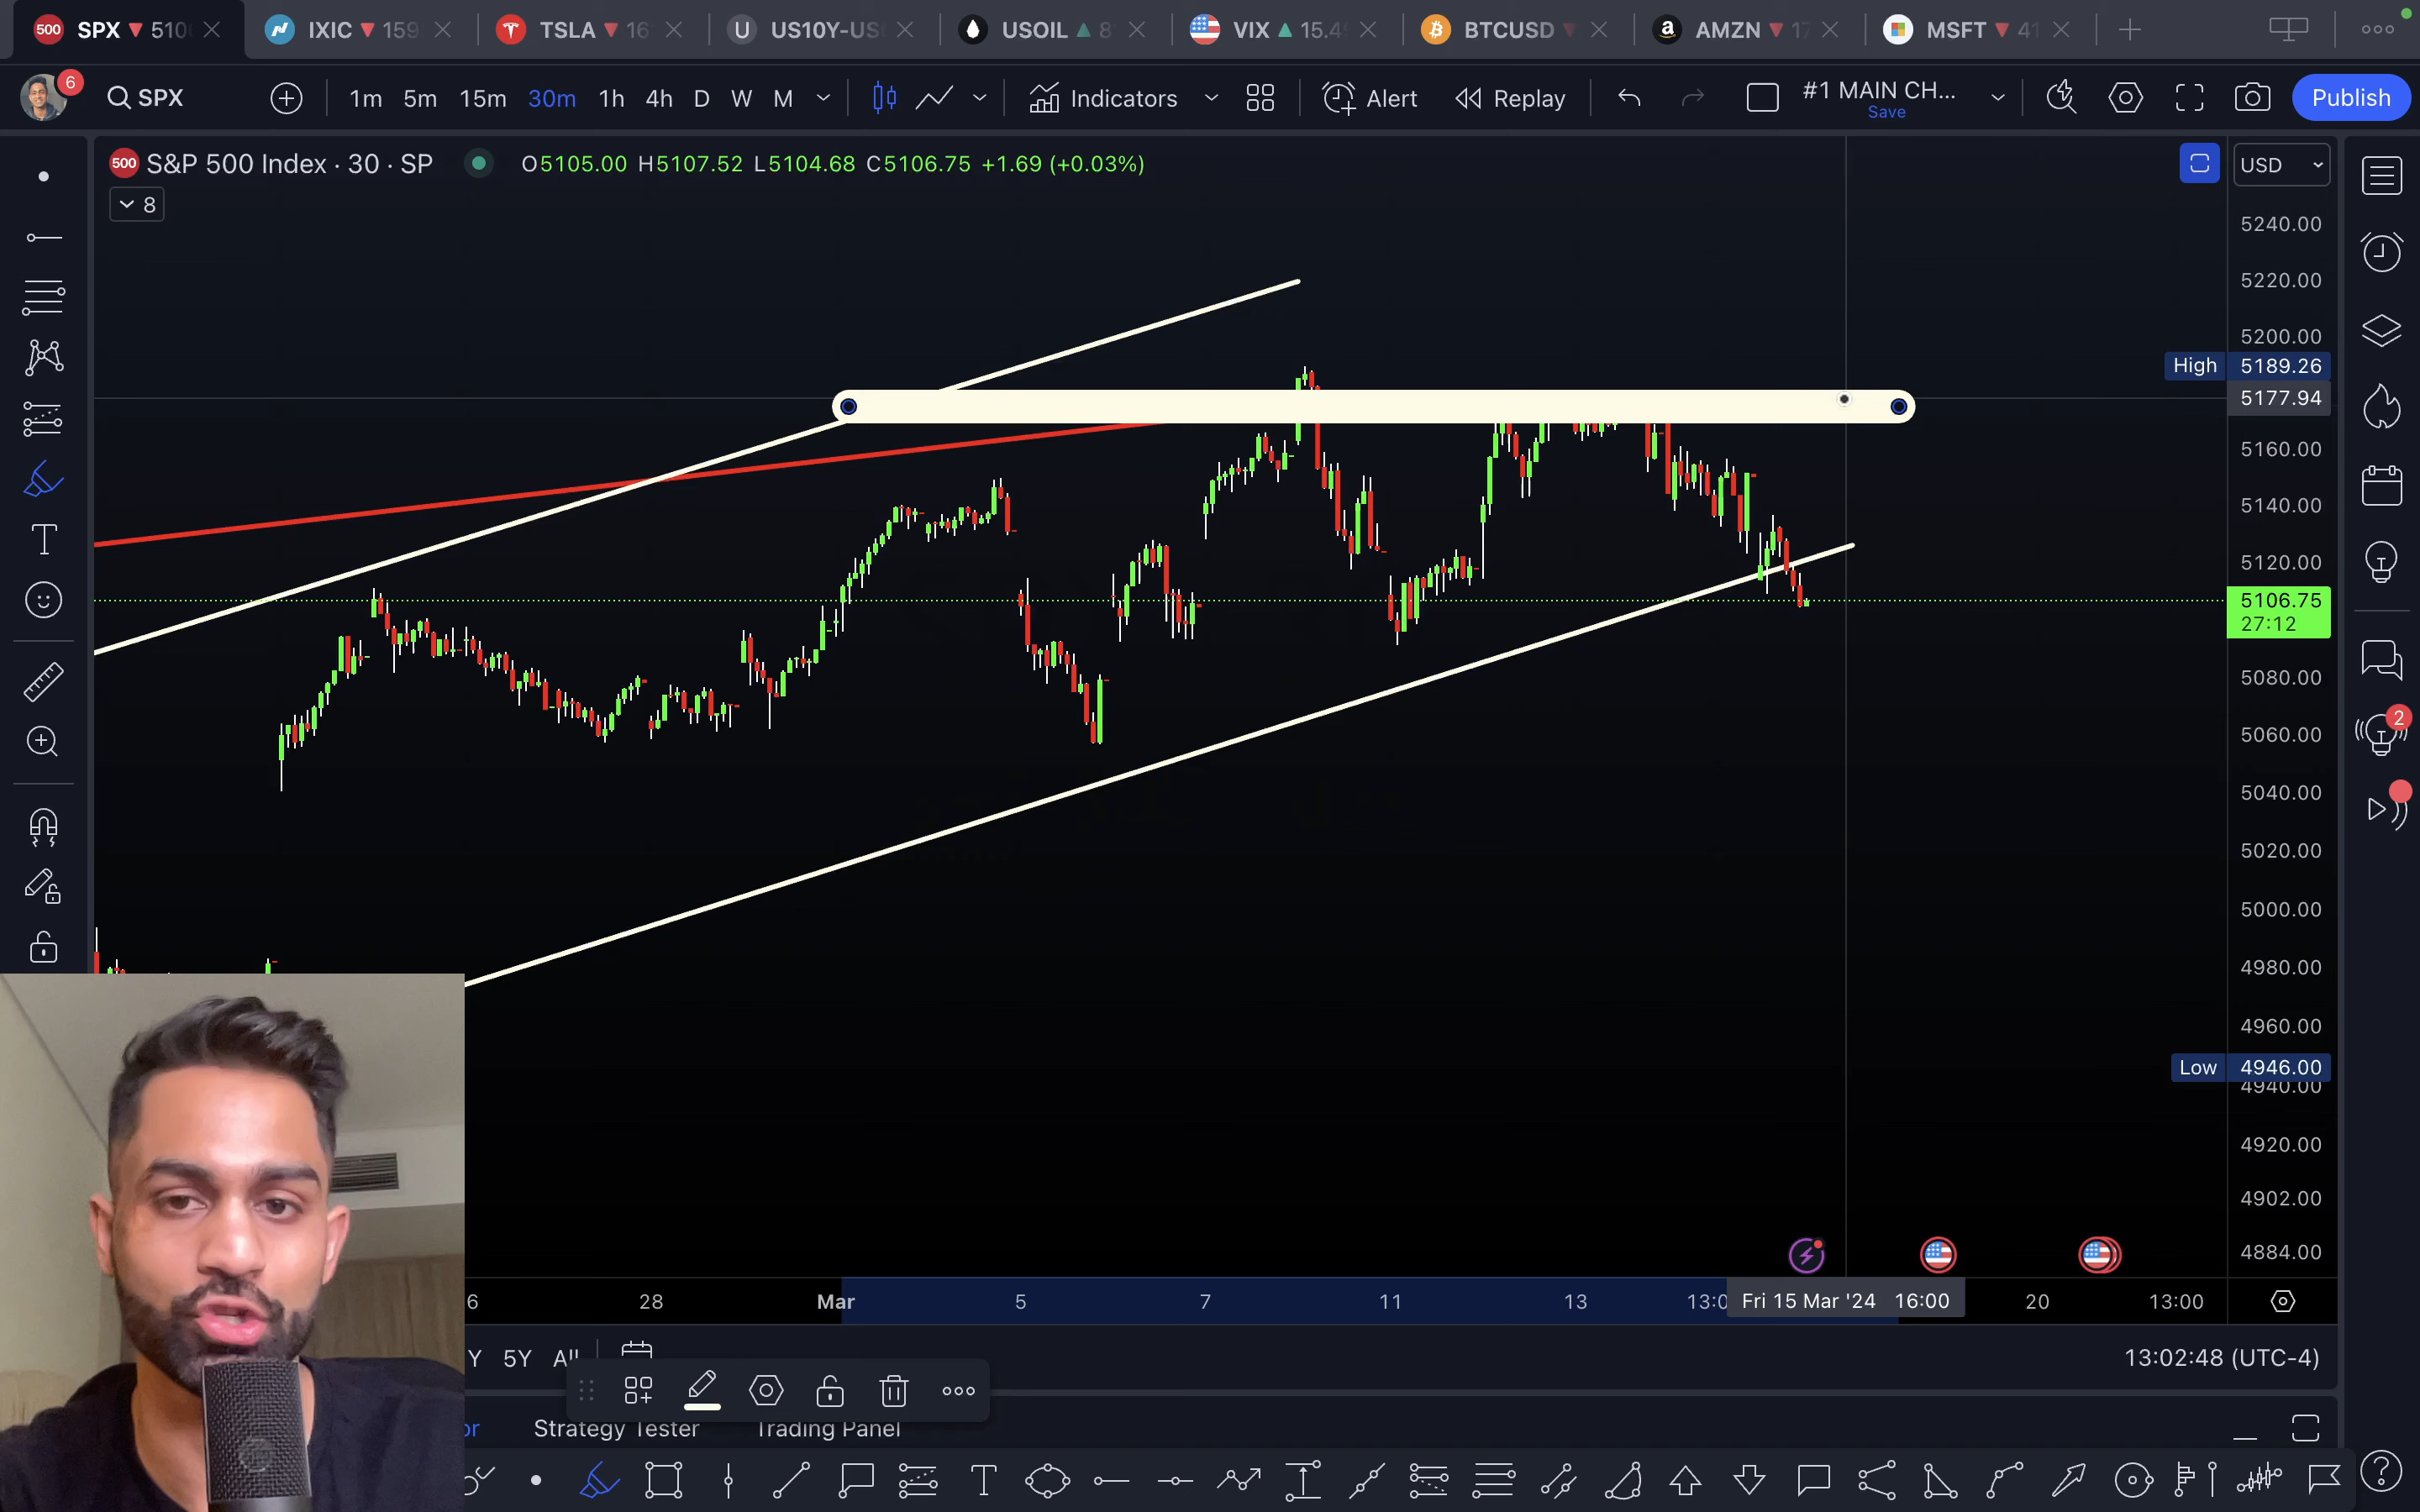 500 SPX 510 IXIC 159 TSLA 16 U US10Y-US USOIL 8 VIX 15.4 BTCUSD AMZN 17 MSFT 41
6 SPX 1m 5m 15m 30m 1h 4h D W M Indicators Alert Replay #1 MAIN CH... Save Publish
500 S&P 500 Index · 30 · SP O5105.00 H5107.52 L5104.68 C5106.75 +1.69 (+0.03%) USD
8
5240.00
5220.00
5200.00
High 5189.26
5177.94
5160.00
5140.00
5120.00
5106.75
27:12
5080.00
5060.00
2
5040.00
5020.00
5000.00
4980.00
4960.00
Low 4946.00
4940.00
4920.00
4902.00
4884.00
6 28 Mar 5 7 11 13 13:0 Fri 15 Mar '24 16:00 20 13:00
Y 5Y All 13:02:48 (UTC-4)
or Strategy Tester Trading Panel